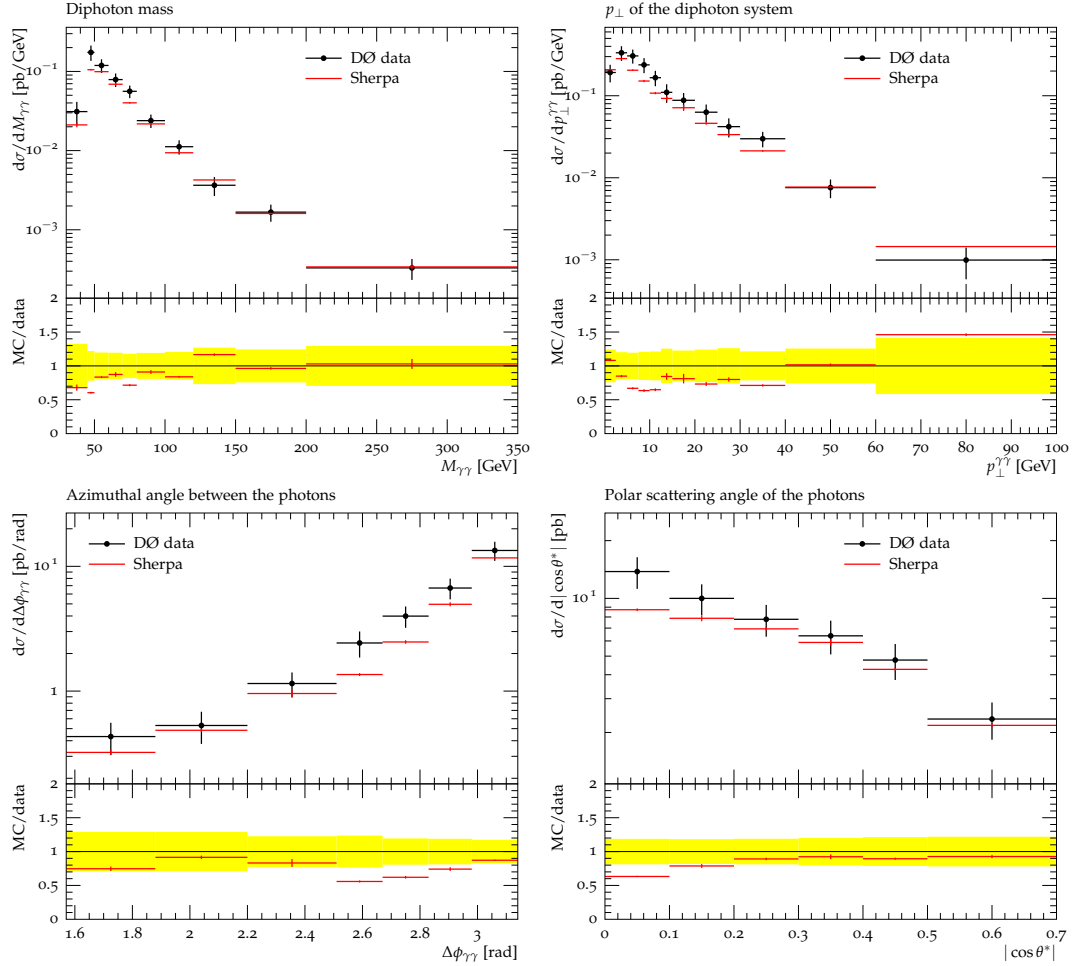 Diphoton mass
dσ/dM_γγ [pb/GeV]
10^−1
10^−2
10^−3
DØ data
Sherpa
MC/data
2
1.5
1
0.5
0
50 100 150 200 250 300 350
M_γγ [GeV]
p_⊥ of the diphoton system
dσ/dp_⊥^γγ [pb/GeV]
10^−1
10^−2
10^−3
DØ data
Sherpa
MC/data
2
1.5
1
0.5
0
0 10 20 30 40 50 60 70 80 90 100
p_⊥^γγ [GeV]
Azimuthal angle between the photons
dσ/dΔϕ_γγ [pb/rad]
10^1
1
DØ data
Sherpa
MC/data
2
1.5
1
0.5
0
1.6 1.8 2 2.2 2.4 2.6 2.8 3
Δϕ_γγ [rad]
Polar scattering angle of the photons
dσ/d|cos θ*| [pb]
10^1
DØ data
Sherpa
MC/data
2
1.5
1
0.5
0
0 0.1 0.2 0.3 0.4 0.5 0.6 0.7
|cos θ*|